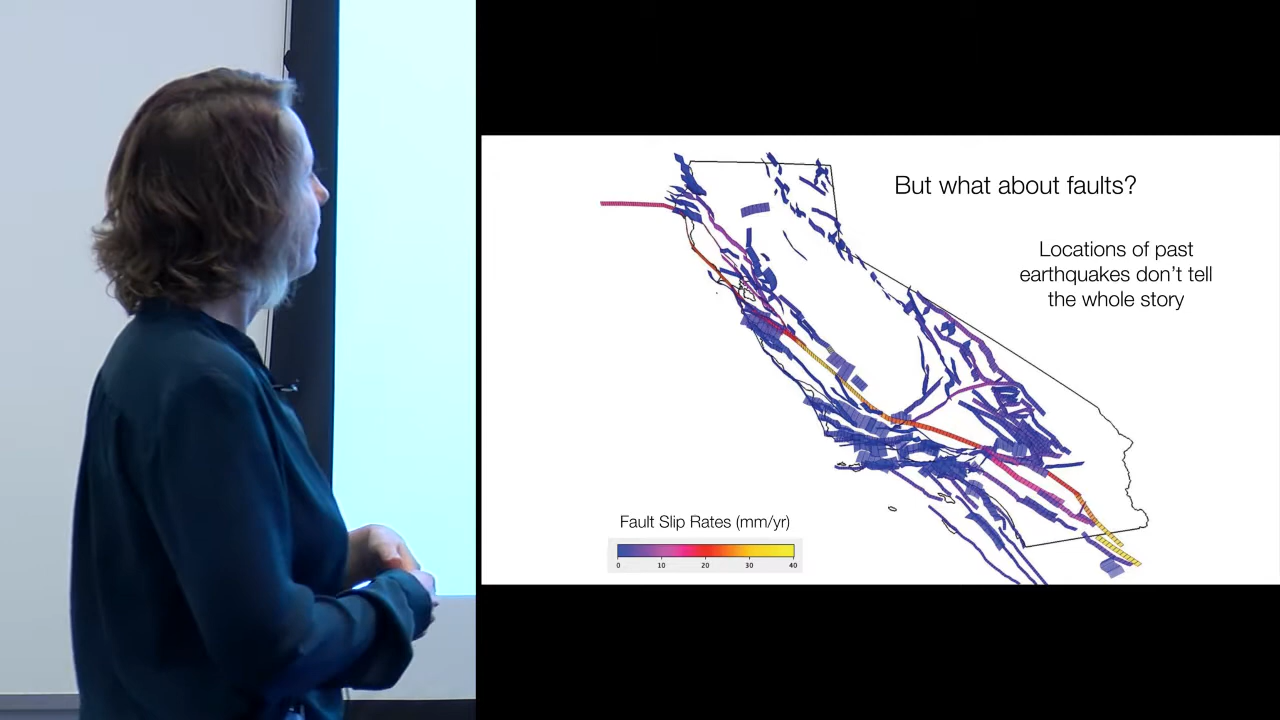 But what about faults?
Locations of past
earthquakes don't tell
the whole story
Fault Slip Rates (mm/yr)
0 10 20 30 40